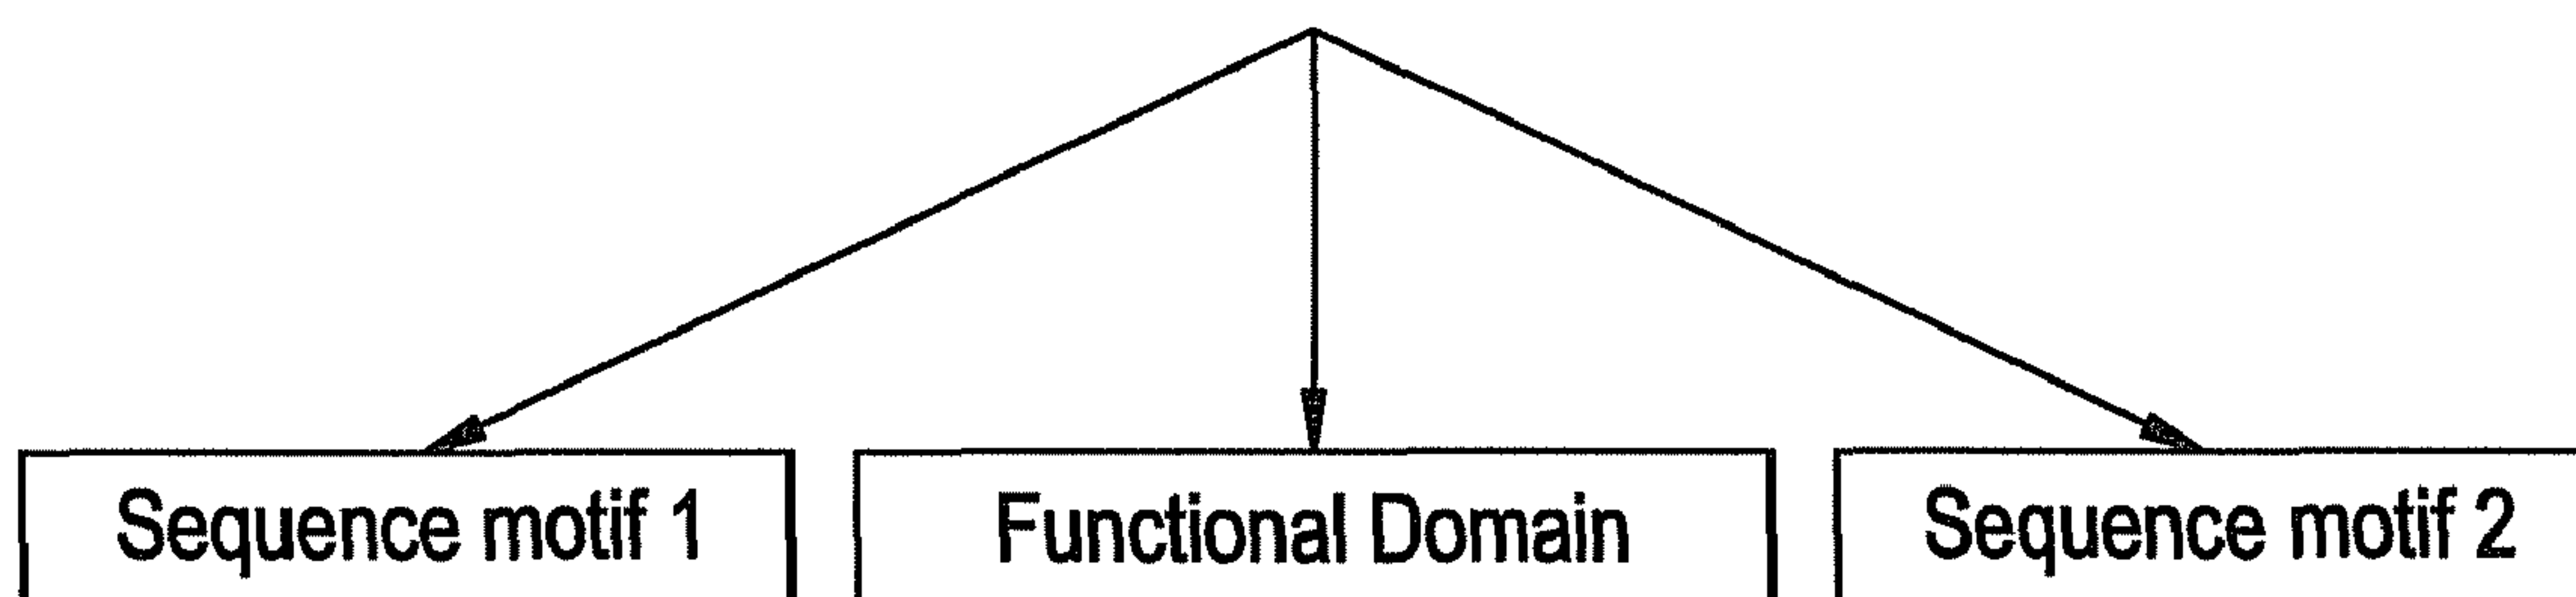 Sequence motif 1
Functional Domain
Sequence motif 2